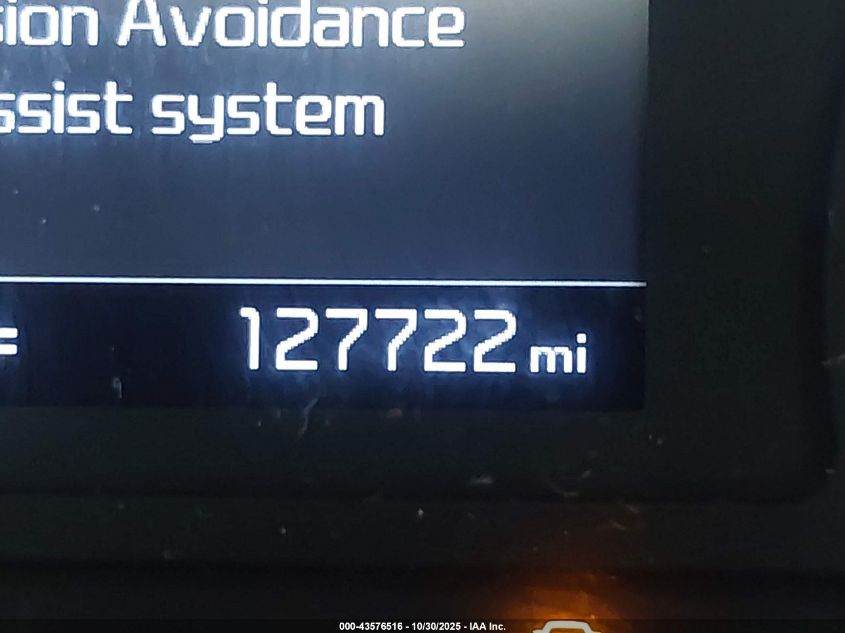 sion Avoidance
ssist system
127722 mi
000-43576516 - 10/30/2025 - IAA Inc.